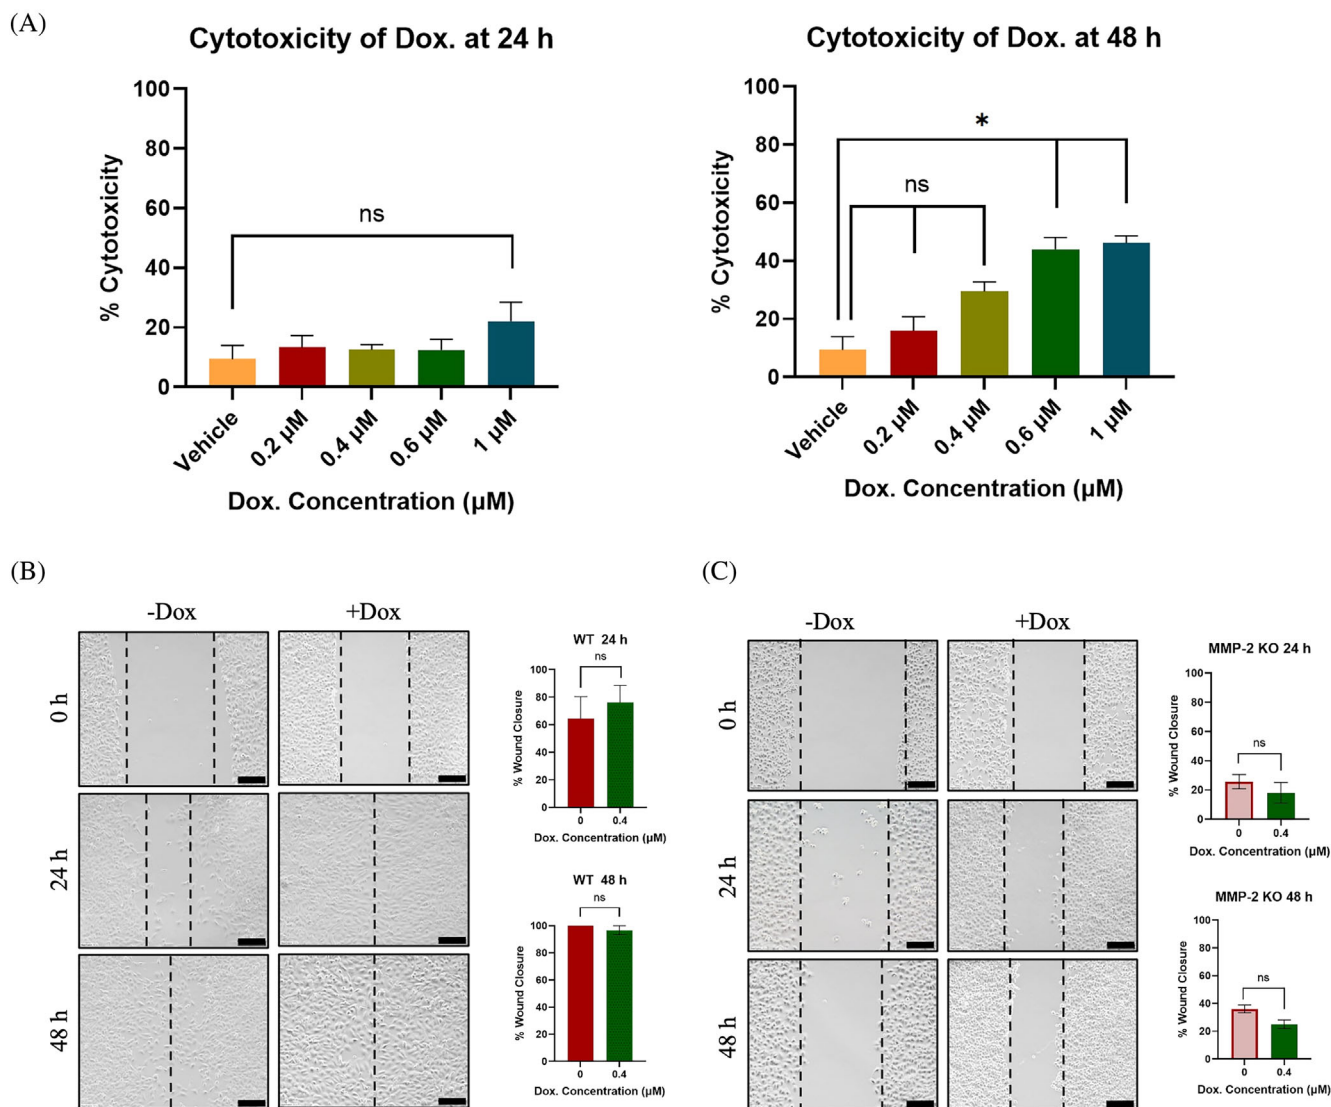 (A)
Cytotoxicity of Dox. at 24 h
% Cytotoxicity
100
80
60
40
20
0
ns
Vehicle
0.2 µM
0.4 µM
0.6 µM
1 µM
Dox. Concentration (µM)
Cytotoxicity of Dox. at 48 h
% Cytotoxicity
100
80
60
40
20
0
*
ns
Vehicle
0.2 µM
0.4 µM
0.6 µM
1 µM
Dox. Concentration (µM)
(B)
-Dox
+Dox
0 h
24 h
48 h
WT 24 h
ns
% Wound Closure
100
80
60
40
20
0
0
0.4
Dox. Concentration (µM)
WT 48 h
ns
% Wound Closure
100
80
60
40
20
0
0
0.4
Dox. Concentration (µM)
(C)
-Dox
+Dox
0 h
24 h
48 h
MMP-2 KO 24 h
ns
% Wound Closure
100
80
60
40
20
0
0
0.4
Dox. Concentration (µM)
MMP-2 KO 48 h
ns
% Wound Closure
100
80
60
40
20
0
0
0.4
Dox. Concentration (µM)